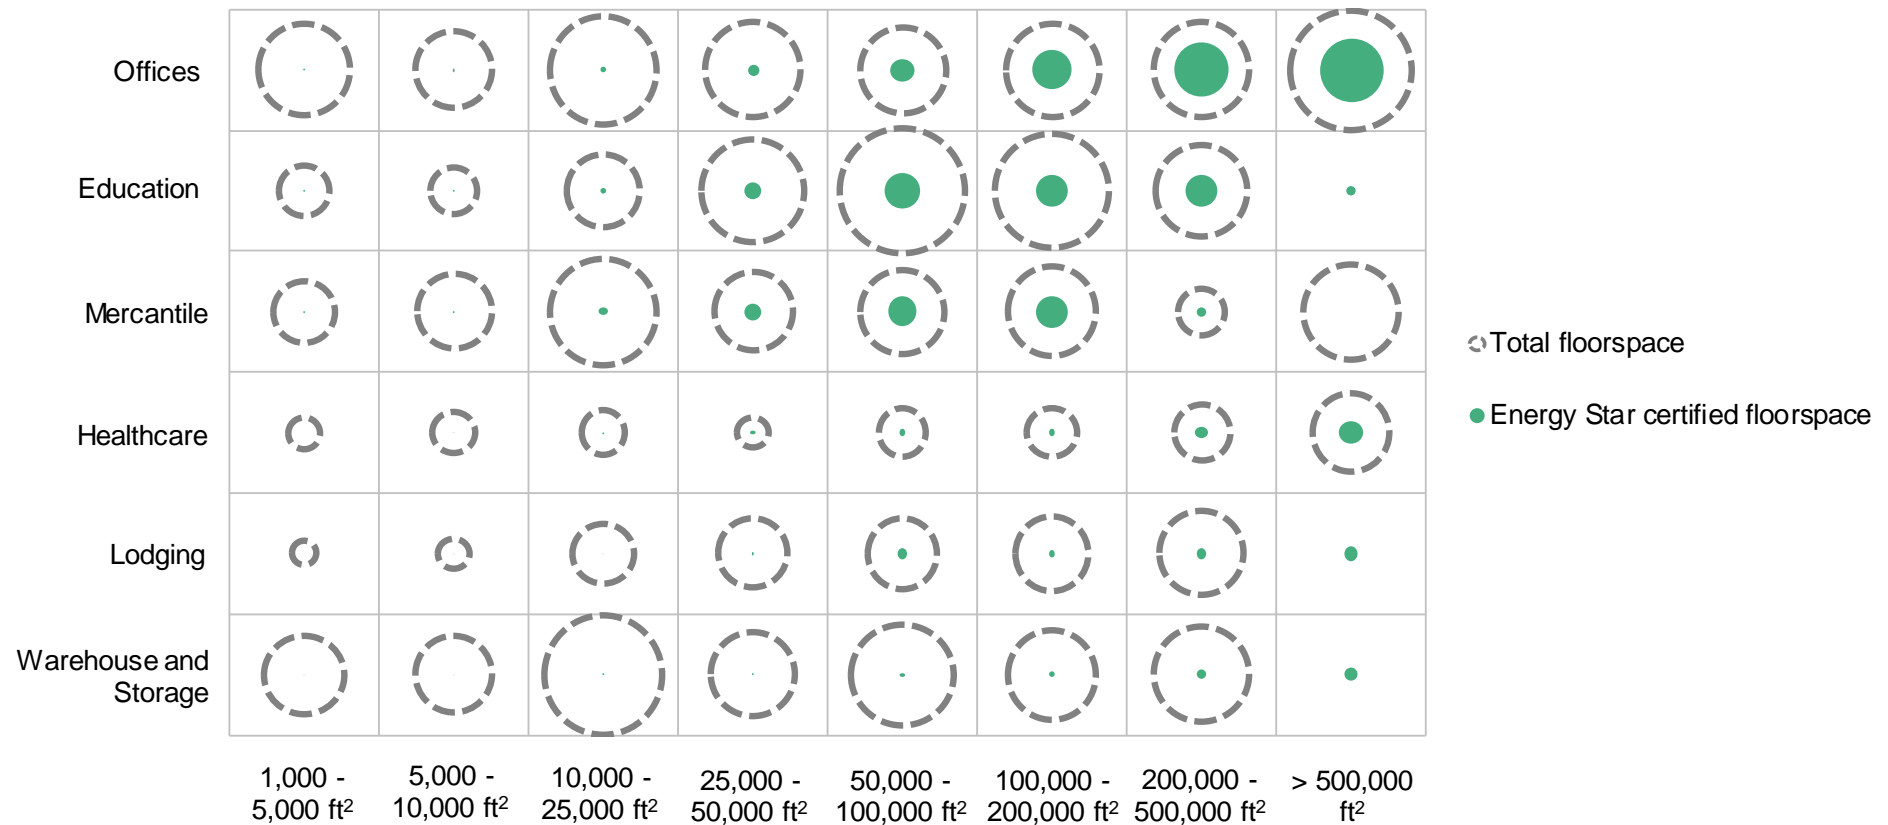 Offices
Education
Mercantile
Healthcare
Lodging
Warehouse and
Storage
Total floorspace
Energy Star certified floorspace
1,000 -
5,000 ft²
5,000 -
10,000 ft²
10,000 -
25,000 ft²
25,000 -
50,000 ft²
50,000 -
100,000 ft²
100,000 -
200,000 ft²
200,000 -
500,000 ft²
> 500,000
ft²